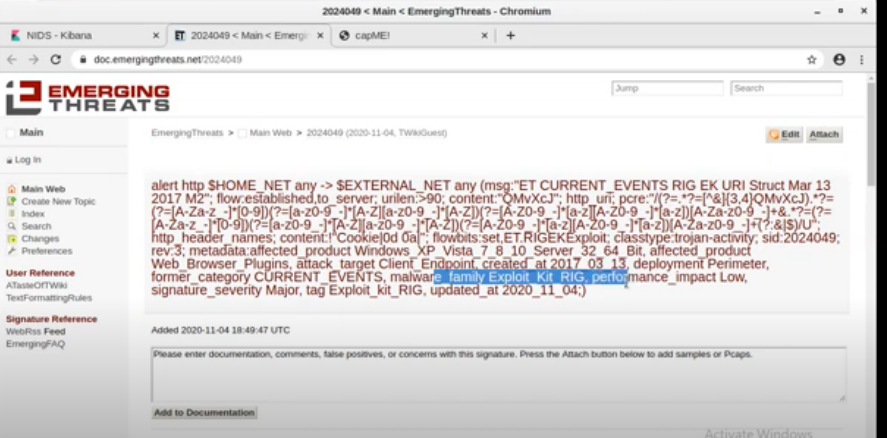 2024049 < Main < EmergingThreats - Chromium
NIDS - Kibana
2024049 < Main < Emergi
capME!
doc.emergingthreats.net/2024049
EMERGING
THREATS
Jump
Search
Main
EmergingThreats > Main Web > 2024049 (2020-11-04, TWikiGuest)
Edit
Attach
Log In
Main Web
Create New Topic
Index
Search
Changes
Preferences
User Reference
ATasteOfTWiki
TextFormattingRules
Signature Reference
WebRss Feed
EmergingFAQ
alert http $HOME_NET any -> $EXTERNAL_NET any (msg:"ET CURRENT_EVENTS RIG EK URI Struct Mar 13
2017 M2"; flow:established,to_server; urilen:>90; content:"QMvXcJ"; http_uri; pcre:"/(?=.*?=[^&]{3,4}QMvXcJ).*?=
(?=[A-Za-z_-]*[0-9])(?=[a-z0-9_-]*[A-Z][a-z0-9_-]*[A-Z])(?=[A-Z0-9_-]*[a-z][A-Z0-9_-]*[a-z])[A-Za-z0-9_-]+&.*?=(?=
[A-Za-z_-]*[0-9])(?=[a-z0-9_-]*[A-Z][a-z0-9_-]*[A-Z])(?=[A-Z0-9_-]*[a-z][A-Z0-9_-]*[a-z])[A-Za-z0-9_-]+(?:&|$)/U";
http_header_names; content:!"Cookie|0d 0a|"; flowbits:set,ET.RIGEKExploit; classtype:trojan-activity; sid:2024049;
rev:3; metadata:affected_product Windows_XP_Vista_7_8_10_Server_32_64_Bit, affected_product
Web_Browser_Plugins, attack_target Client_Endpoint, created_at 2017_03_13, deployment Perimeter,
former_category CURRENT_EVENTS, malware_family Exploit_Kit_RIG, performance_impact Low,
signature_severity Major, tag Exploit_kit_RIG, updated_at 2020_11_04;)
Added 2020-11-04 18:49:47 UTC
Please enter documentation, comments, false positives, or concerns with this signature. Press the Attach button below to add samples or Pcaps.
Add to Documentation
Activate Windows